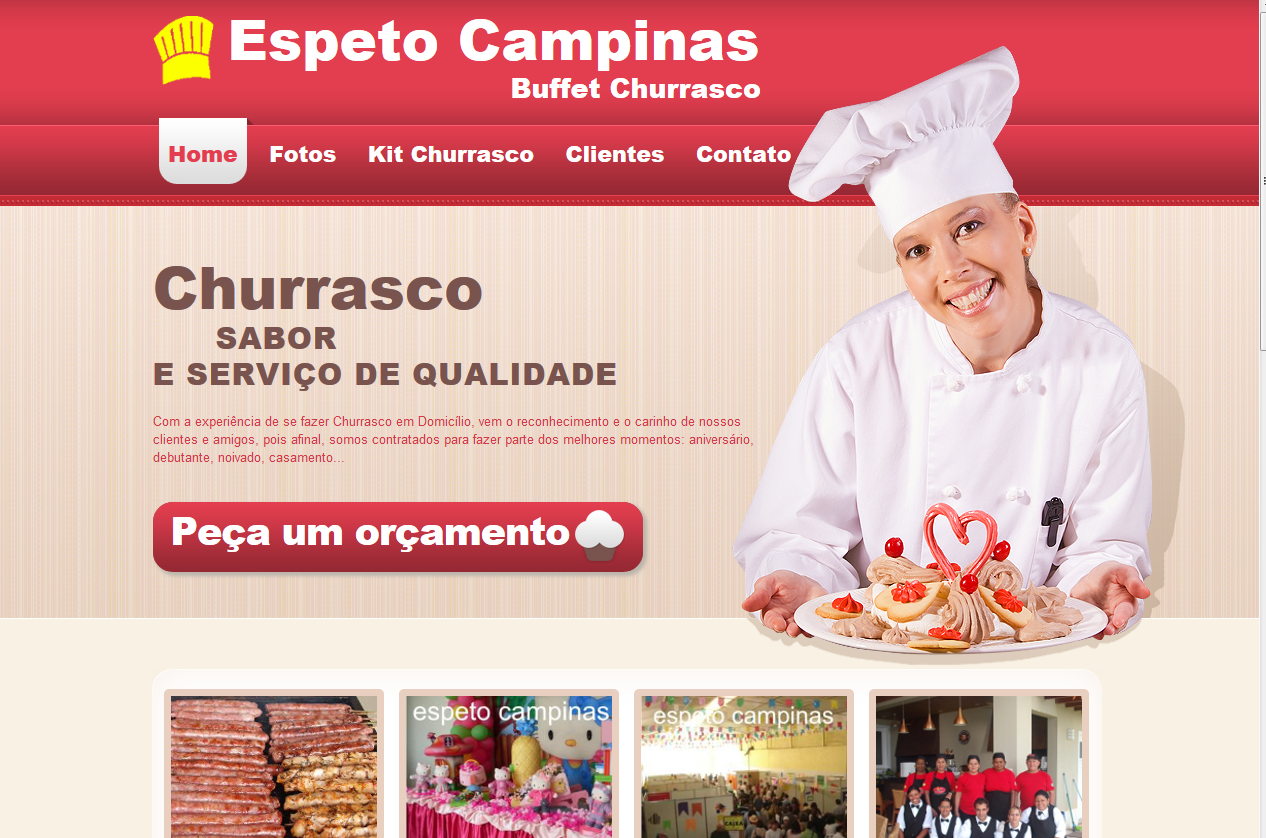 Espeto Campinas
Buffet Churrasco
Home Fotos Kit Churrasco Clientes Contato
Churrasco
SABOR
E SERVIÇO DE QUALIDADE
Com a experiência de se fazer Churrasco em Domicílio, vem o reconhecimento e o carinho de nossos
clientes e amigos, pois afinal, somos contratados para fazer parte dos melhores momentos: aniversário,
debutante, noivado, casamento...
Peça um orçamento
espeto campinas
espeto campinas
CAIXA